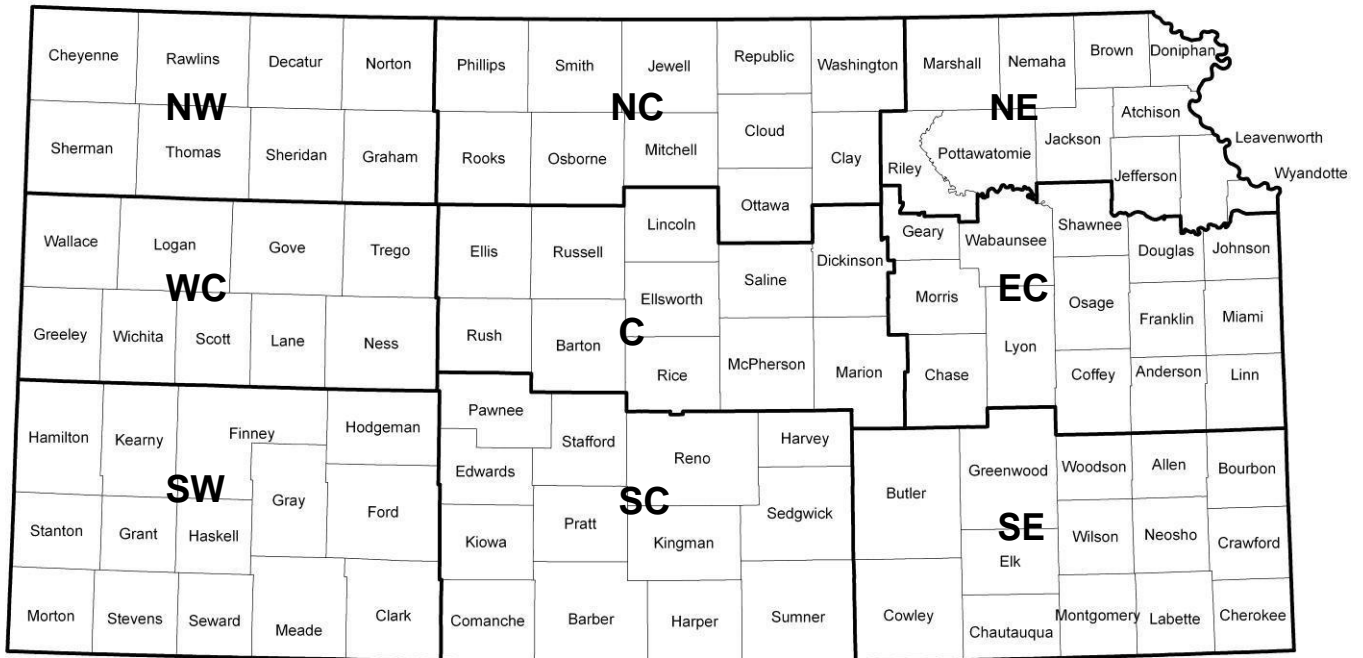 Cheyenne Rawlins Decatur Norton Phillips Smith Jewell Republic Washington Marshall Nemaha Brown Doniphan
NW NC NE
Sherman Thomas Sheridan Graham Rooks Osborne Mitchell Cloud Clay Riley Pottawatomie Jackson Atchison Jefferson Leavenworth Wyandotte
Wallace Logan Gove Trego Ellis Russell Lincoln Ottawa Dickinson Geary Wabaunsee Shawnee Douglas Johnson
WC C EC
Greeley Wichita Scott Lane Ness Rush Barton Ellsworth Rice Saline McPherson Marion Morris Chase Lyon Osage Coffey Franklin Anderson Miami Linn
Hamilton Kearny Finney Hodgeman Pawnee Edwards Stafford Reno Harvey Butler Greenwood Woodson Allen Bourbon
SW SC SE
Stanton Grant Haskell Gray Ford Kiowa Pratt Kingman Sedgwick Elk Wilson Neosho Crawford
Morton Stevens Seward Meade Clark Comanche Barber Harper Sumner Cowley Chautauqua Montgomery Labette Cherokee